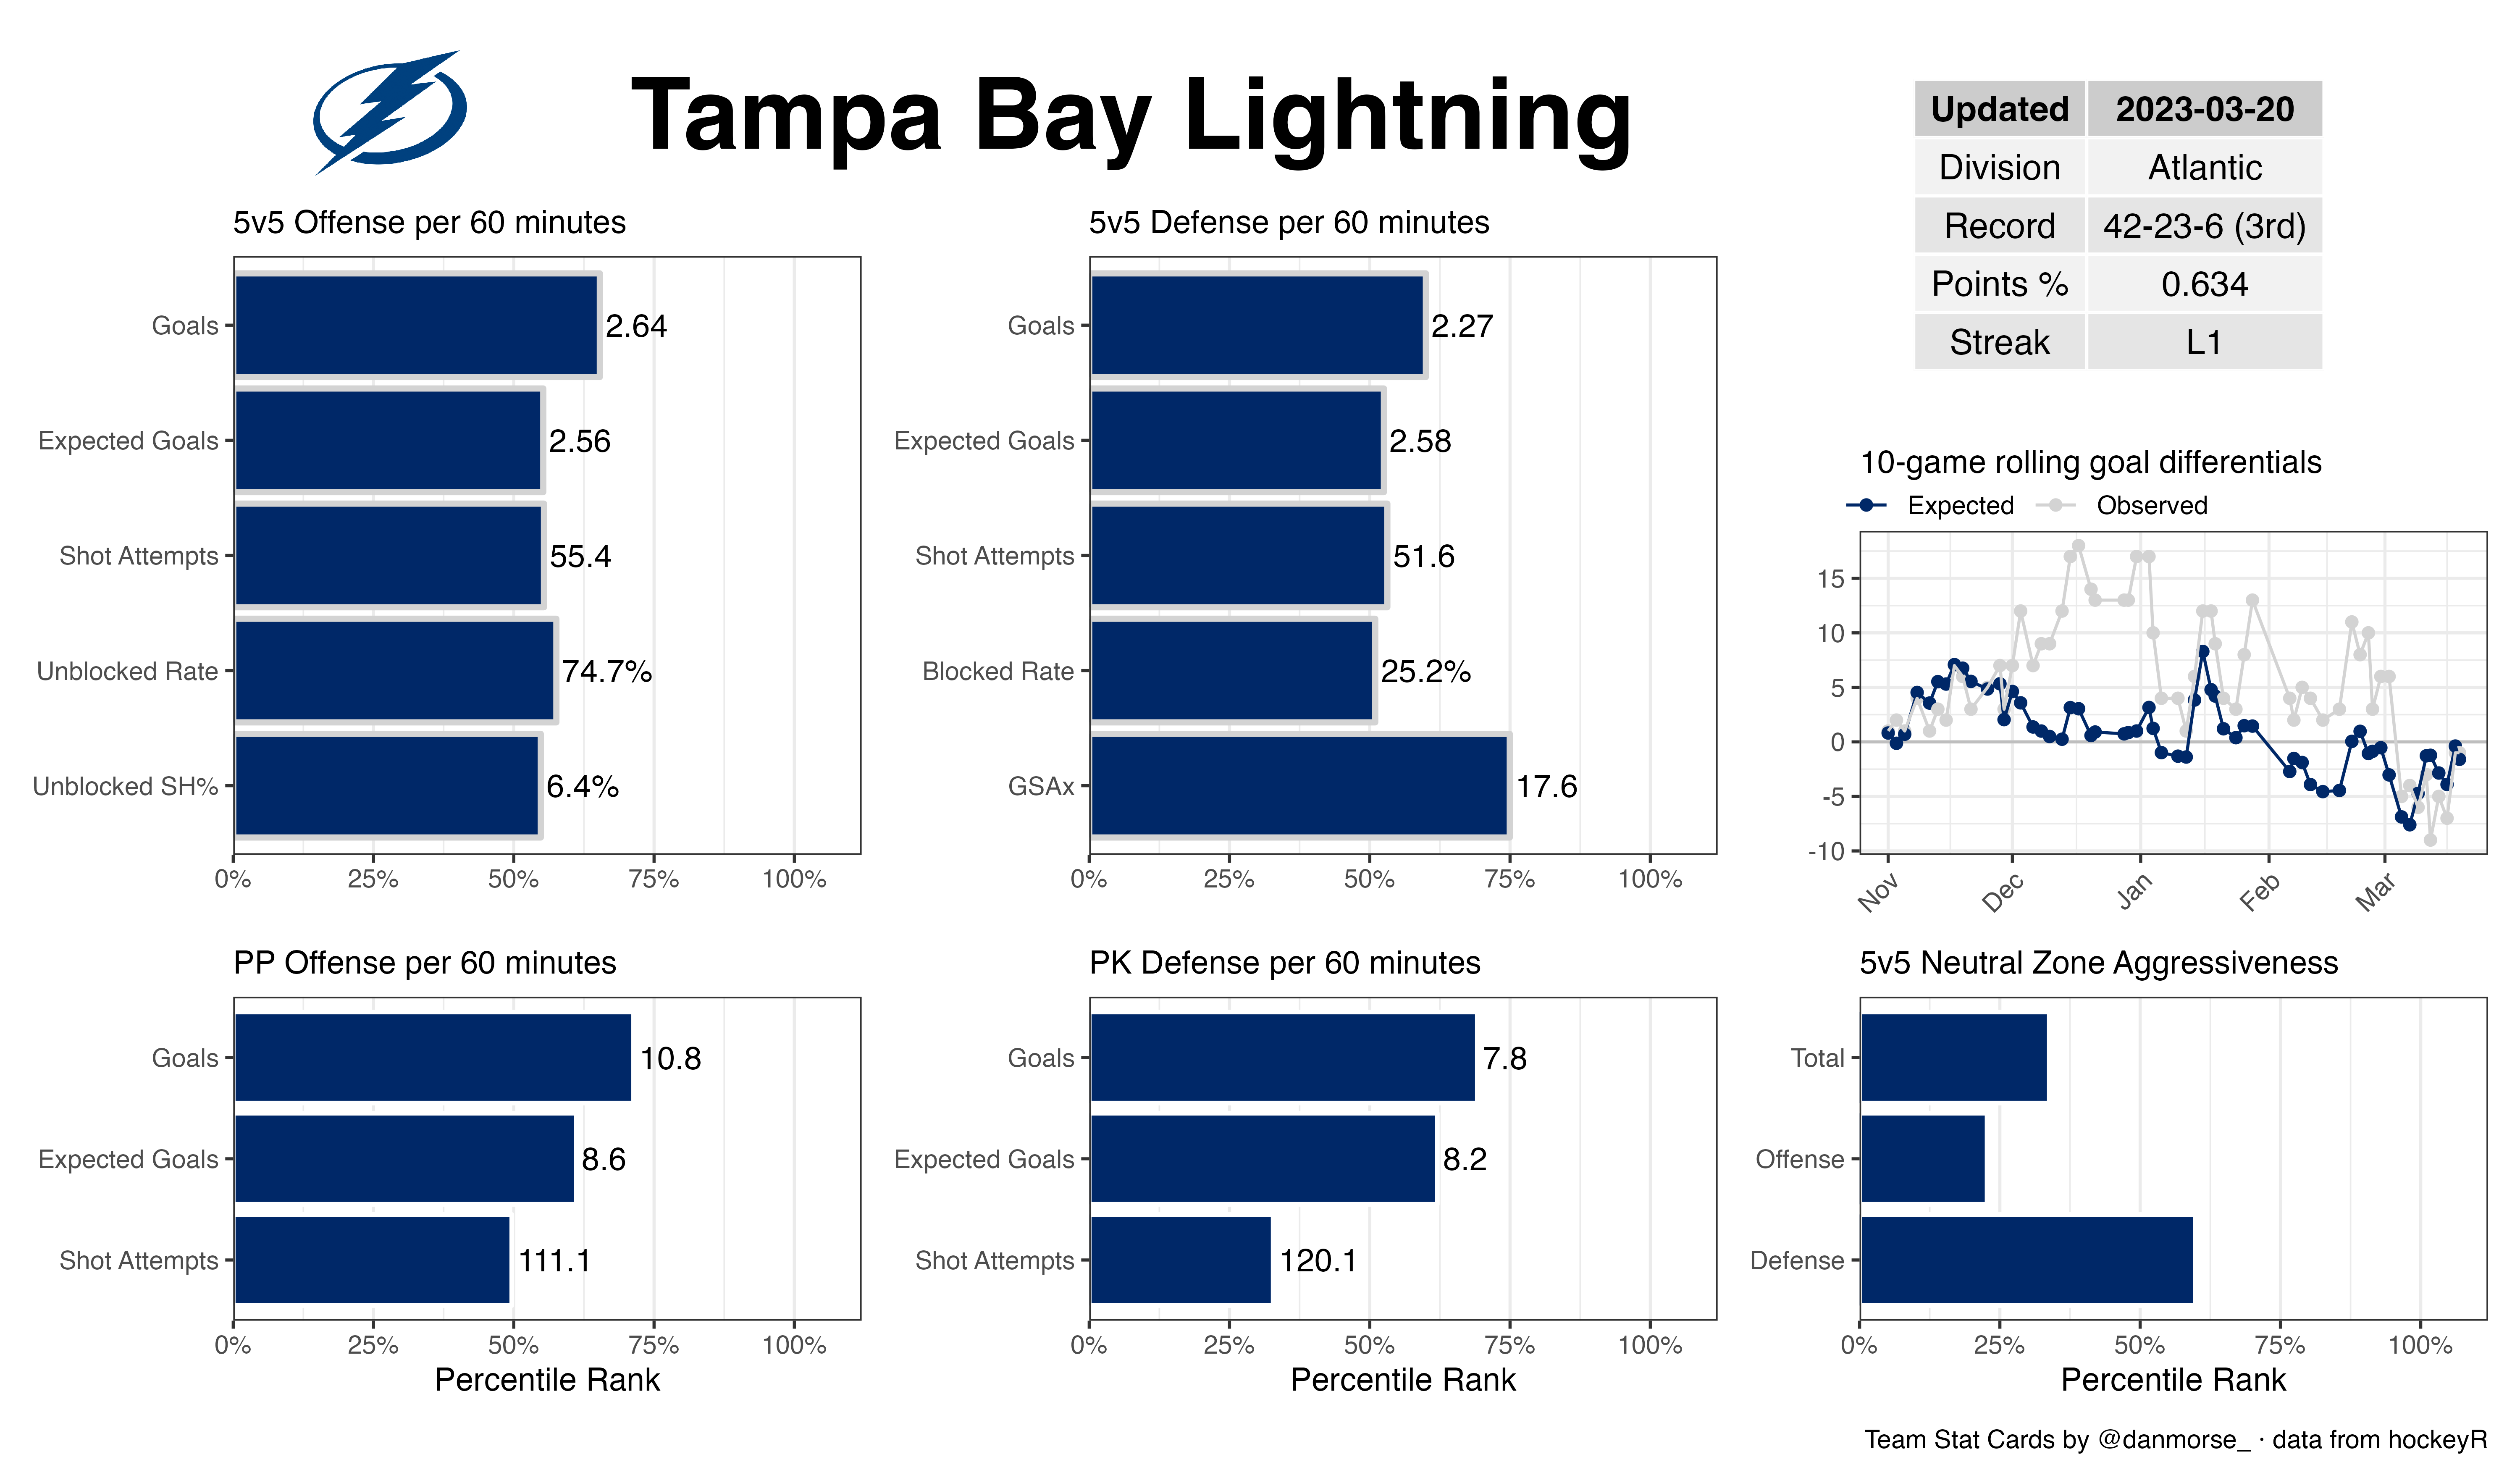 Tampa Bay Lightning
Updated 2023-03-20
Division Atlantic
Record 42-23-6 (3rd)
Points % 0.634
Streak L1
5v5 Offense per 60 minutes
Goals 2.64
Expected Goals 2.56
Shot Attempts 55.4
Unblocked Rate 74.7%
Unblocked SH% 6.4%
0% 25% 50% 75% 100%
5v5 Defense per 60 minutes
Goals 2.27
Expected Goals 2.58
Shot Attempts 51.6
Blocked Rate 25.2%
GSAx 17.6
0% 25% 50% 75% 100%
10-game rolling goal differentials
Expected Observed
15
10
5
0
-5
-10
Nov Dec Jan Feb Mar
PP Offense per 60 minutes
Goals 10.8
Expected Goals 8.6
Shot Attempts 111.1
0% 25% 50% 75% 100%
Percentile Rank
PK Defense per 60 minutes
Goals 7.8
Expected Goals 8.2
Shot Attempts 120.1
0% 25% 50% 75% 100%
Percentile Rank
5v5 Neutral Zone Aggressiveness
Total
Offense
Defense
0% 25% 50% 75% 100%
Percentile Rank
Team Stat Cards by @danmorse_ · data from hockeyR